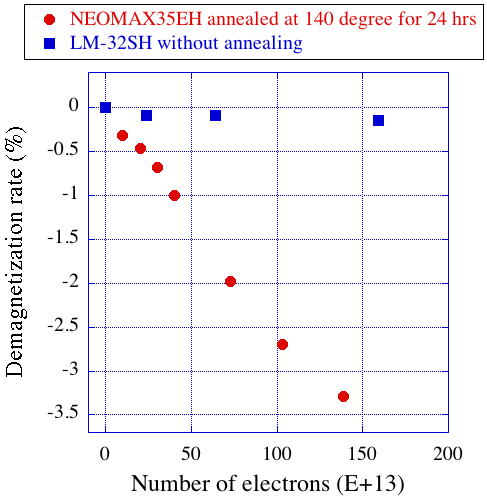 NEOMAX35EH annealed at 140 degree for 24 hrs
LM-32SH without annealing
Demagnetization rate (%)
0
-0.5
-1
-1.5
-2
-2.5
-3
-3.5
0 50 100 150 200
Number of electrons (E+13)